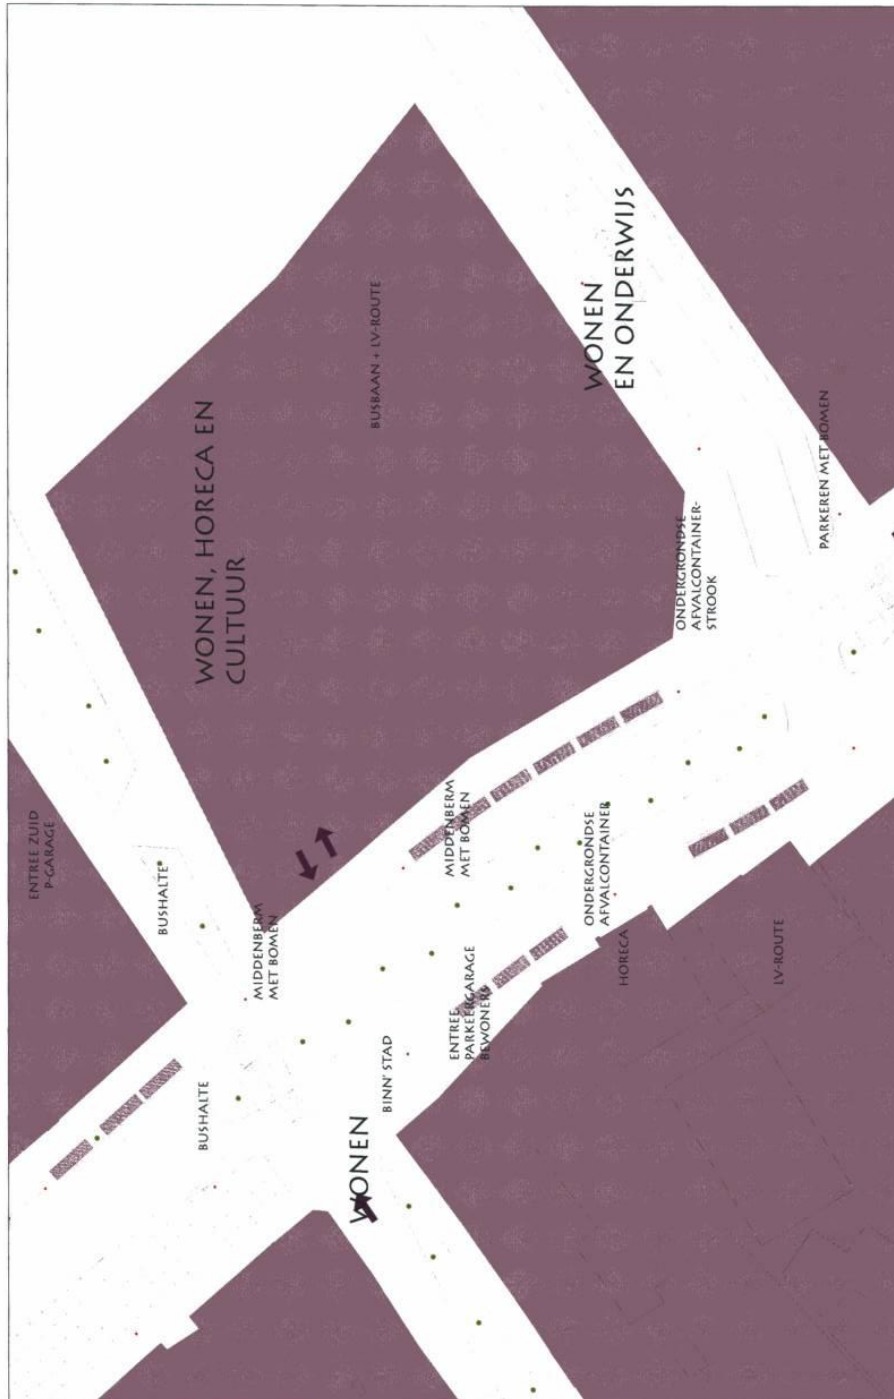 ENTREE ZUID
P-GARAGE
BUSHALTE
BUSHALTE
WONEN, HORECA EN
CULTUUR
MIDDENBERM
MET BOMEN
BUSBAAN + LV-ROUTE
WONEN
BINN' STAD
MIDDENBERM
MET BOMEN
ENTREE
PARKEERGARAGE
BEWONERS
WONEN
EN ONDERWIJS
ONDERGRONDSE
AFVALCONTAINER
HORECA
ONDERGRONDSE
AFVALCONTAINER-
STROOK
LV-ROUTE
PARKEREN MET BOMEN